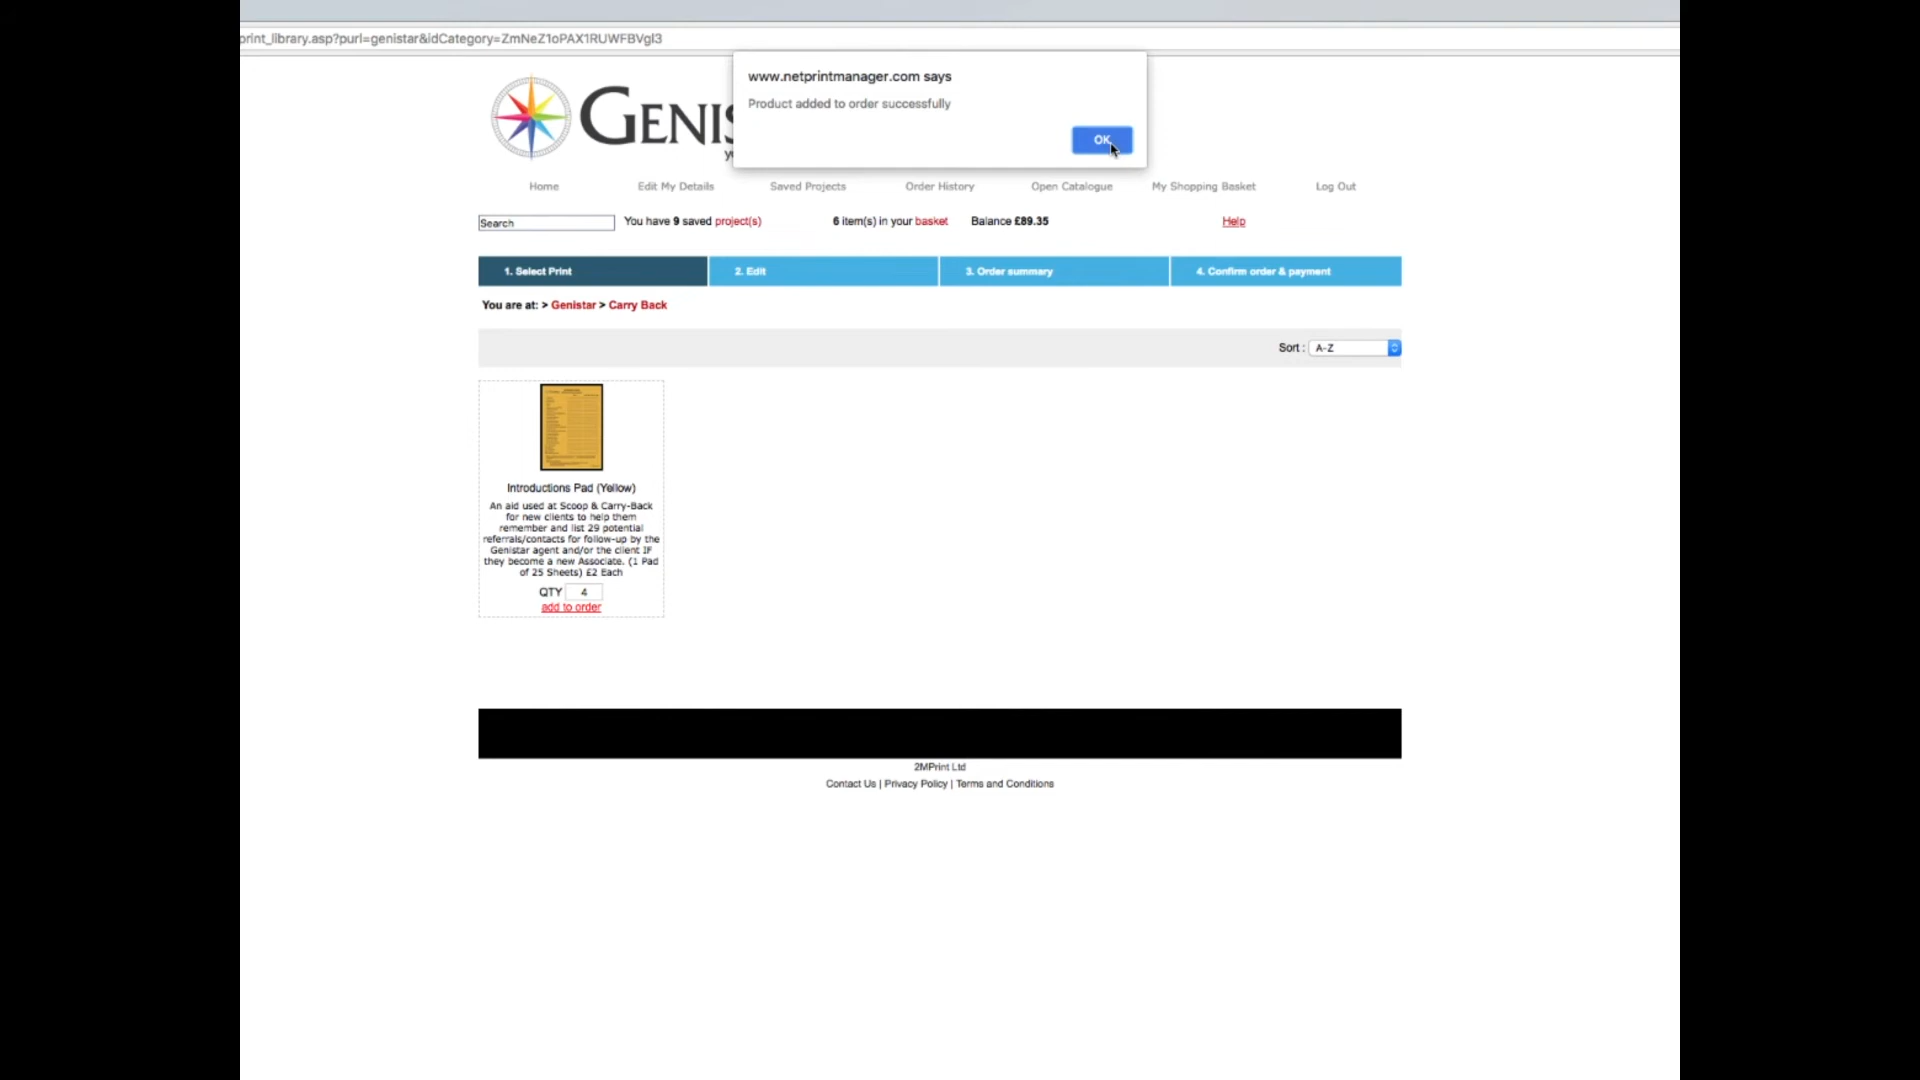 print_library.asp?purl=genistar&idCategory=ZmNeZ1oPAX1RUWFBVgI3
www.netprintmanager.com says
Product added to order successfully
OK
GENIS
Home Edit My Details Saved Projects Order History Open Catalogue My Shopping Basket Log Out
Search You have 9 saved project(s) 6 item(s) in your basket Balance £89.35 Help
1. Select Print 2. Edit 3. Order summary 4. Confirm order & payment
You are at: > Genistar > Carry Back
Sort : A-Z
Introductions Pad (Yellow)
An aid used at Scoop & Carry-Back
for new clients to help them
remember and list 29 potential
referrals/contacts for follow-up by the
Genistar agent and/or the client IF
they become a new Associate. (1 Pad
of 25 Sheets) £2 Each
QTY 4
add to order
2MPrint Ltd
Contact Us | Privacy Policy | Terms and Conditions